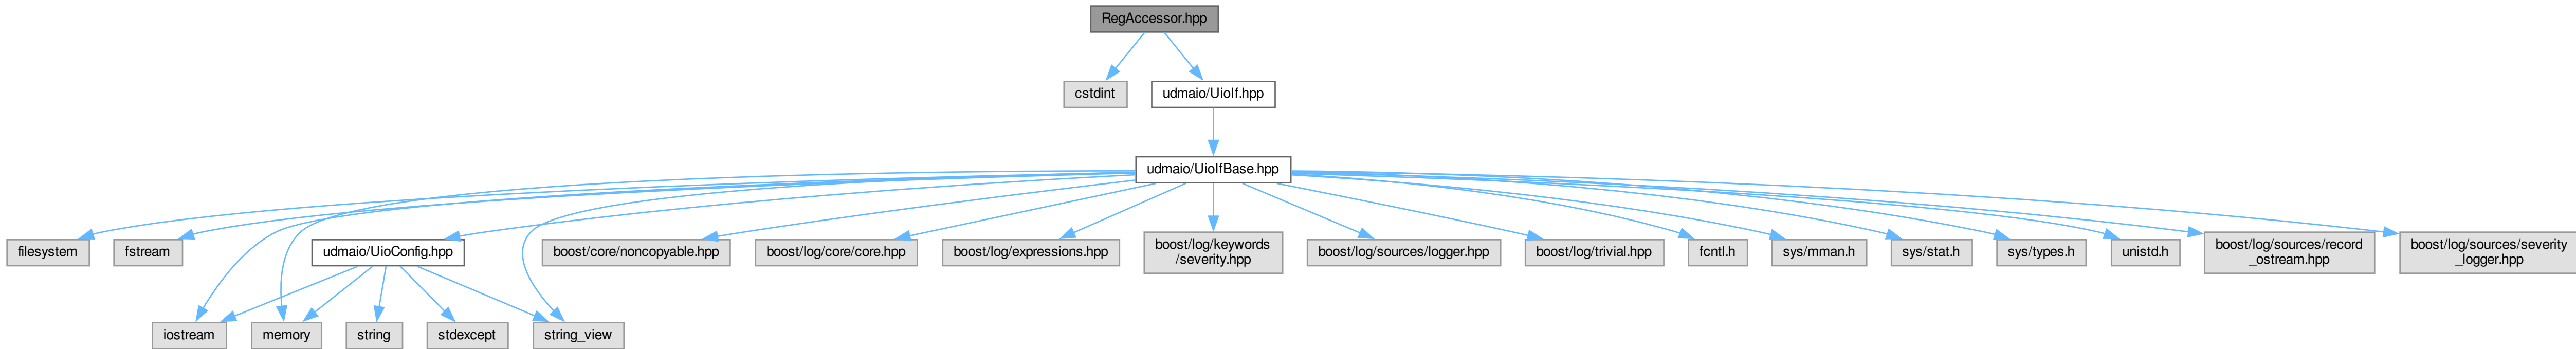 RegAccessor.hpp
cstdint
udmaio/UioIf.hpp
udmaio/UioIfBase.hpp
filesystem
fstream
udmaio/UioConfig.hpp
boost/core/noncopyable.hpp
boost/log/core/core.hpp
boost/log/expressions.hpp
boost/log/keywords
/severity.hpp
boost/log/sources/logger.hpp
boost/log/trivial.hpp
fcntl.h
sys/mman.h
sys/stat.h
sys/types.h
unistd.h
boost/log/sources/record
_ostream.hpp
boost/log/sources/severity
_logger.hpp
iostream
memory
string
stdexcept
string_view